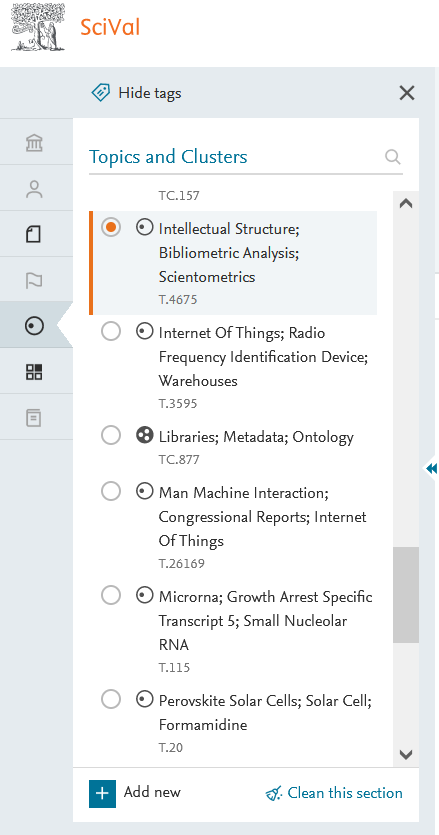 SciVal
Hide tags
Topics and Clusters
TC.157
Intellectual Structure;
Bibliometric Analysis;
Scientometrics
T.4675
Internet Of Things; Radio
Frequency Identification Device;
Warehouses
T.3595
Libraries; Metadata; Ontology
TC.877
Man Machine Interaction;
Congressional Reports; Internet
Of Things
T.26169
Microrna; Growth Arrest Specific
Transcript 5; Small Nucleolar
RNA
T.115
Perovskite Solar Cells; Solar Cell;
Formamidine
T.20
Add new
Clean this section